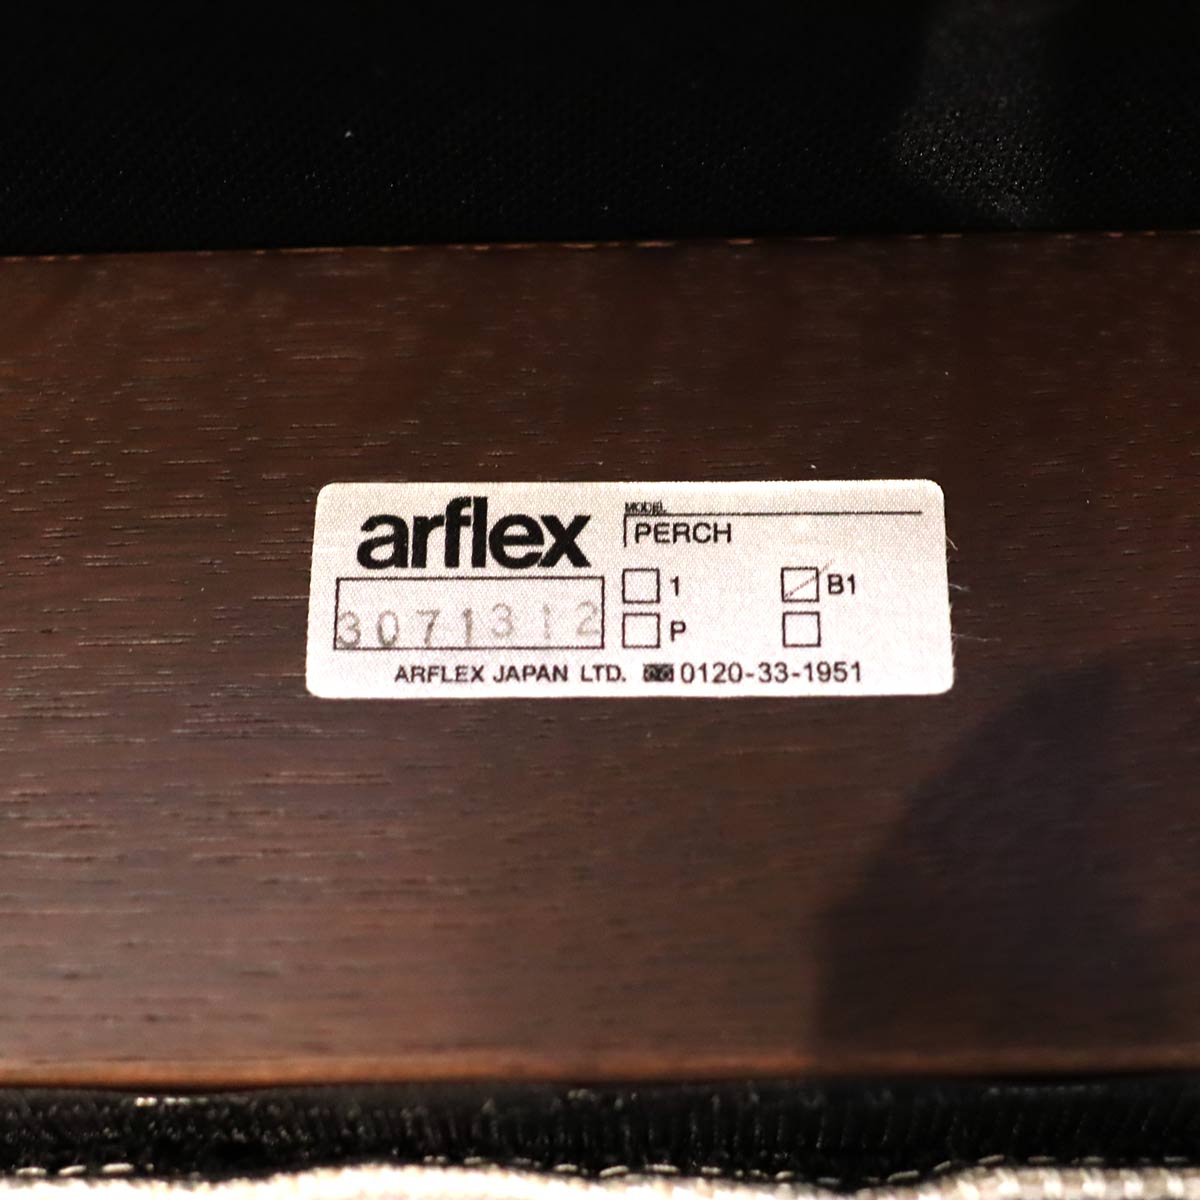 arflex
MODEL
PERCH
3071312
1
B1
P
ARFLEX JAPAN LTD. 0120-33-1951